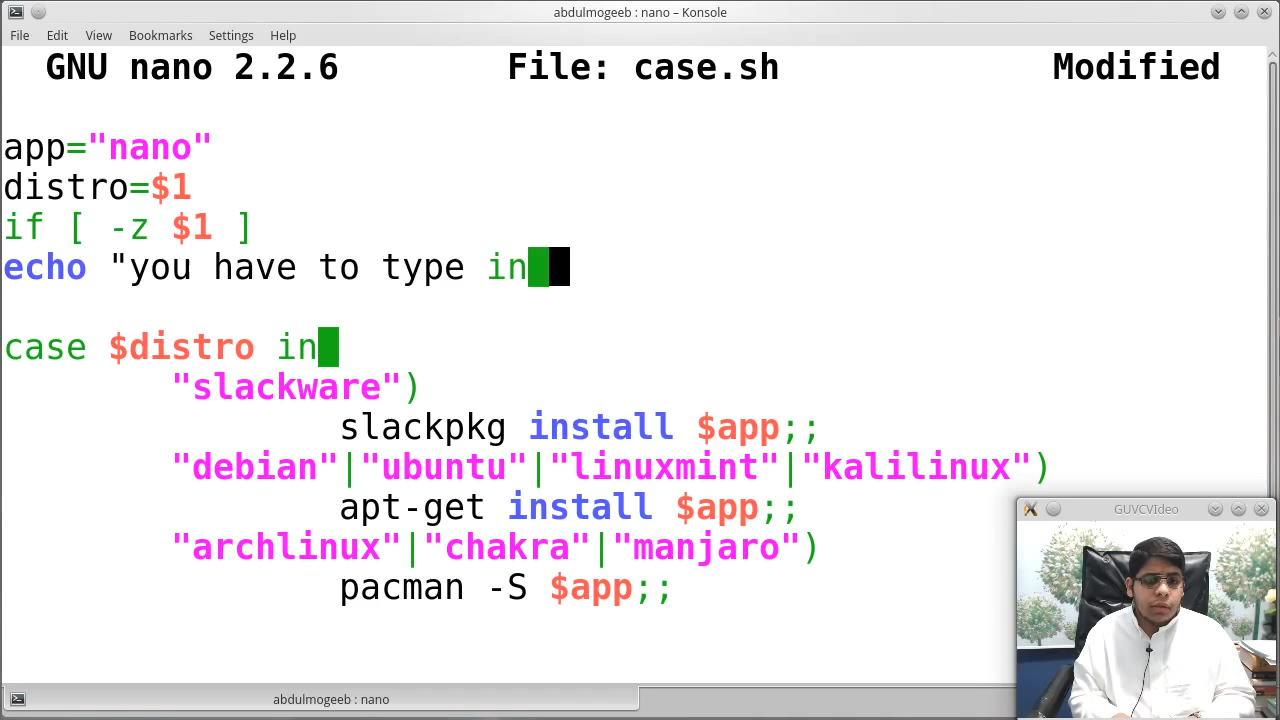 abdulmogeeb : nano – Konsole
File Edit View Bookmarks Settings Help
GNU nano 2.2.6 File: case.sh Modified
app="nano"
distro=$1
if [ -z $1 ]
echo "you have to type in
case $distro in
"slackware")
slackpkg install $app;;
"debian"|"ubuntu"|"linuxmint"|"kalilinux")
apt-get install $app;;
"archlinux"|"chakra"|"manjaro")
pacman -S $app;;
GUVCVIdeo
abdulmogeeb : nano